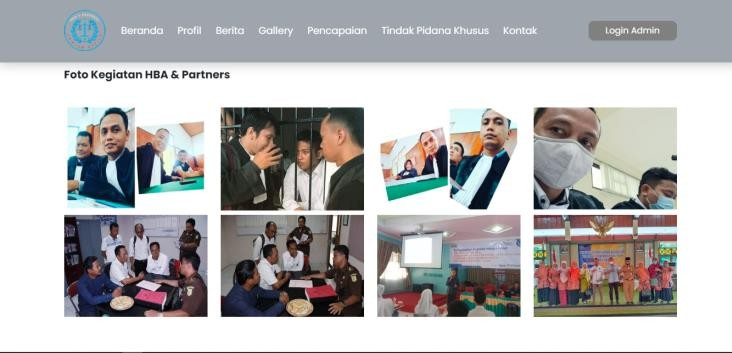 Beranda Profil Berita Gallery Pencapaian Tindak Pidana Khusus Kontak Login Admin
Foto Kegiatan HBA & Partners